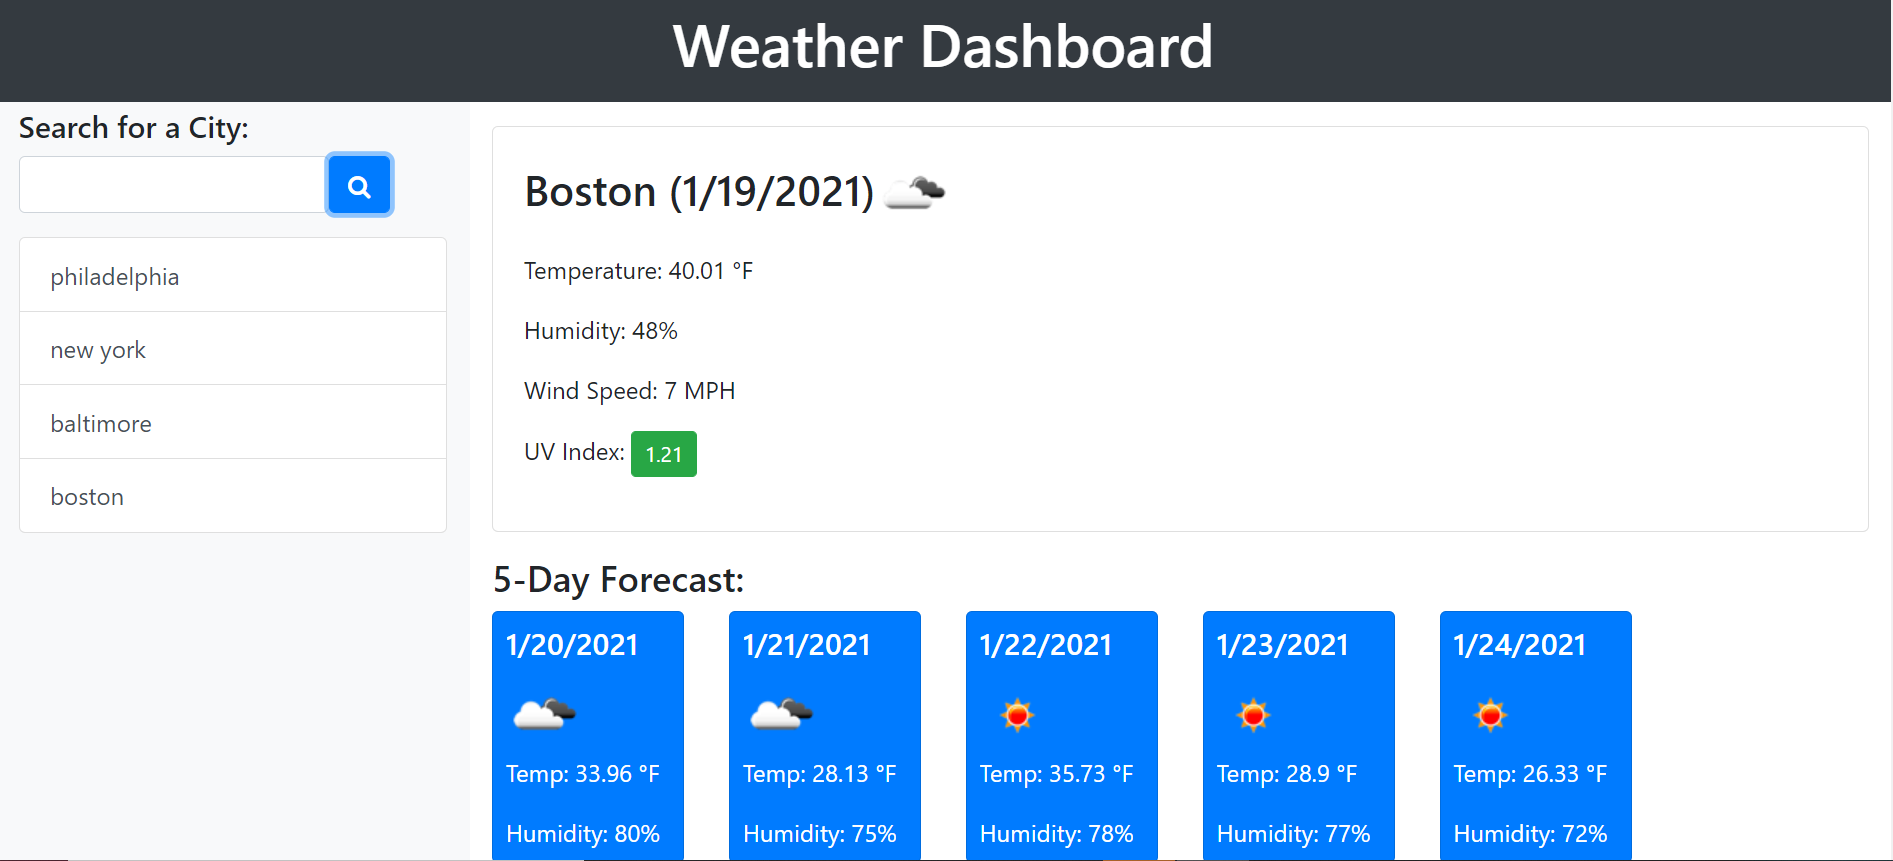 Weather Dashboard
Search for a City:
philadelphia
new york
baltimore
boston
Boston (1/19/2021)
Temperature: 40.01 °F
Humidity: 48%
Wind Speed: 7 MPH
UV Index: 1.21
5-Day Forecast:
1/20/2021
Temp: 33.96 °F
Humidity: 80%
1/21/2021
Temp: 28.13 °F
Humidity: 75%
1/22/2021
Temp: 35.73 °F
Humidity: 78%
1/23/2021
Temp: 28.9 °F
Humidity: 77%
1/24/2021
Temp: 26.33 °F
Humidity: 72%